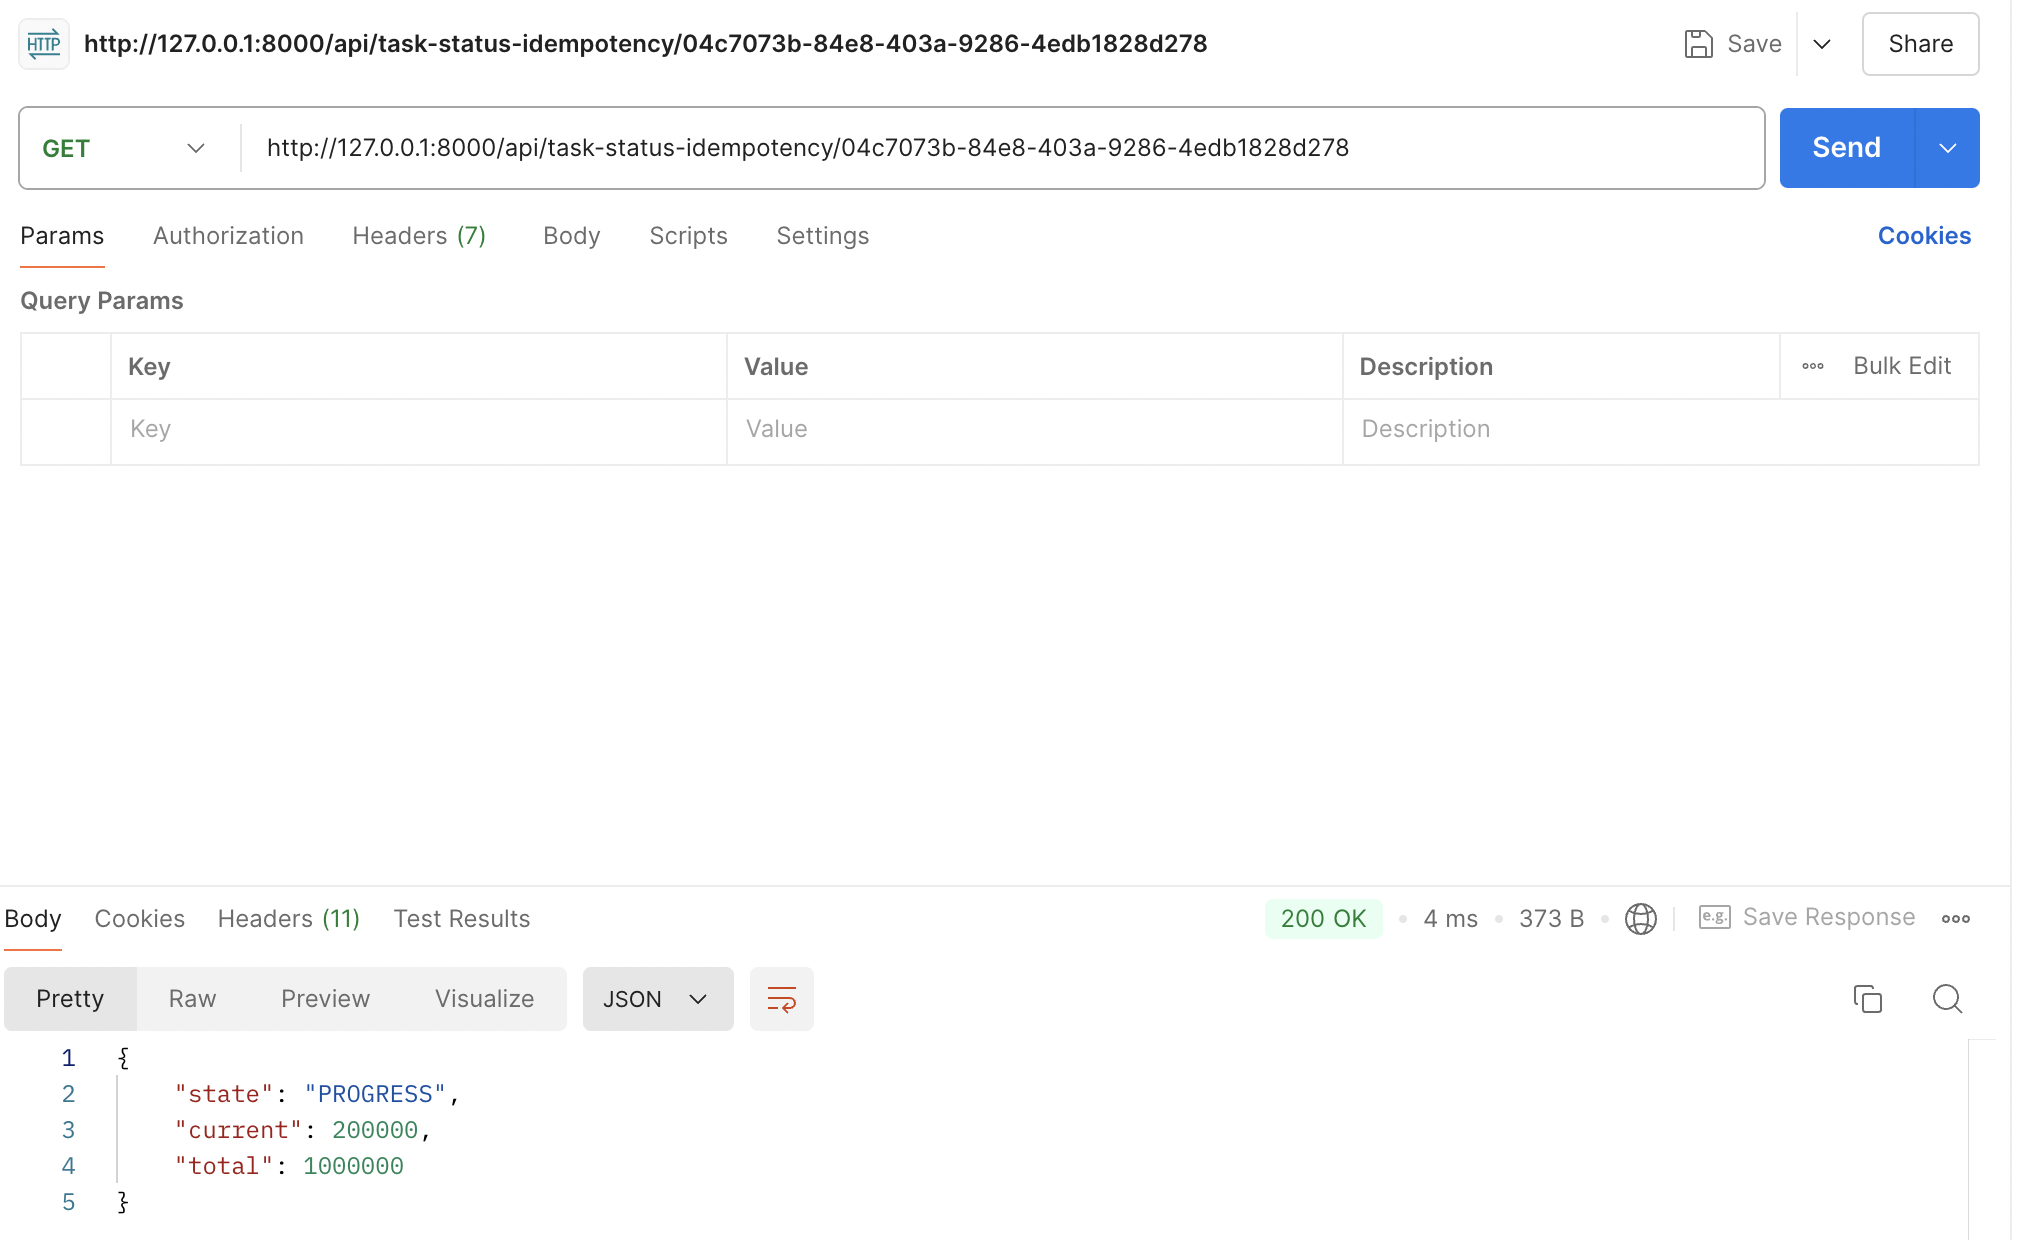 HTTP http://127.0.0.1:8000/api/task-status-idempotency/04c7073b-84e8-403a-9286-4edb1828d278 Save Share
GET http://127.0.0.1:8000/api/task-status-idempotency/04c7073b-84e8-403a-9286-4edb1828d278 Send
Params Authorization Headers (7) Body Scripts Settings Cookies
Query Params
Key Value Description Bulk Edit
Key Value Description
Body Cookies Headers (11) Test Results 200 OK 4 ms 373 B e.g. Save Response
Pretty Raw Preview Visualize JSON
1 {
2 "state": "PROGRESS",
3 "current": 200000,
4 "total": 1000000
5 }